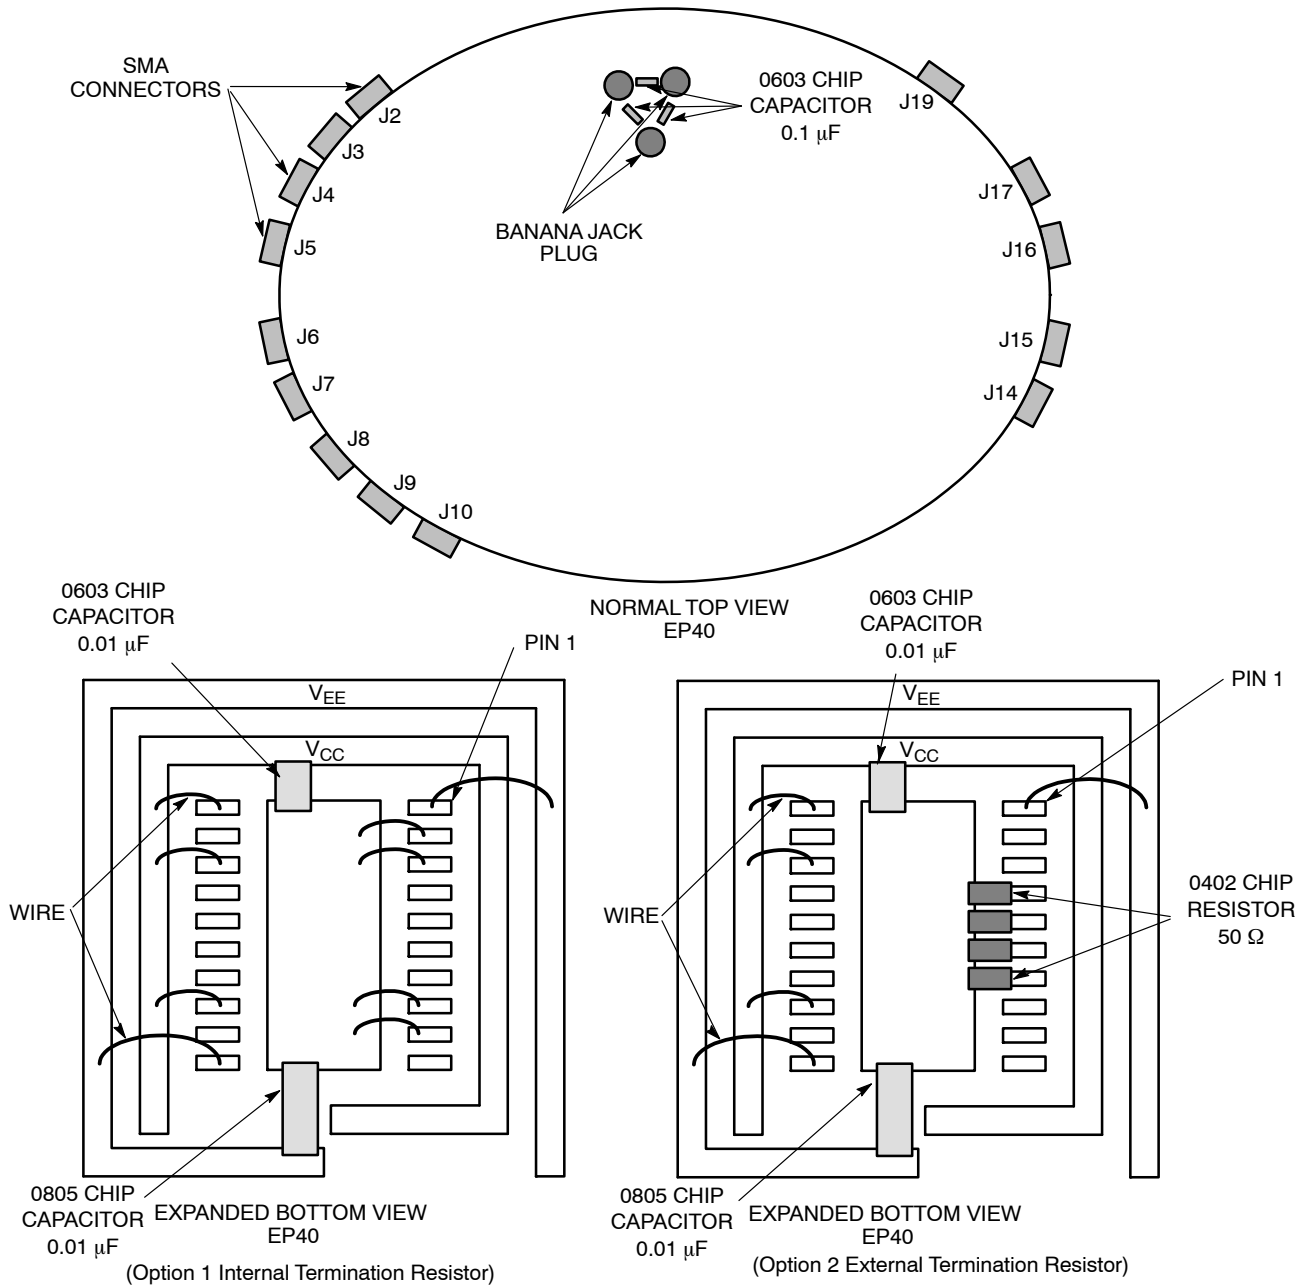 SMA
CONNECTORS
J2
J3
J4
J5
J6
J7
J8
J9
J10
0603 CHIP
CAPACITOR
0.1 μF
BANANA JACK
PLUG
J19
J17
J16
J15
J14
NORMAL TOP VIEW
EP40
0603 CHIP
CAPACITOR
0.01 μF
PIN 1
VEE
VCC
WIRE
0805 CHIP
CAPACITOR
0.01 μF
EXPANDED BOTTOM VIEW
EP40
(Option 1 Internal Termination Resistor)
0603 CHIP
CAPACITOR
0.01 μF
PIN 1
VEE
VCC
WIRE
0402 CHIP
RESISTOR
50 Ω
0805 CHIP
CAPACITOR
0.01 μF
EXPANDED BOTTOM VIEW
EP40
(Option 2 External Termination Resistor)